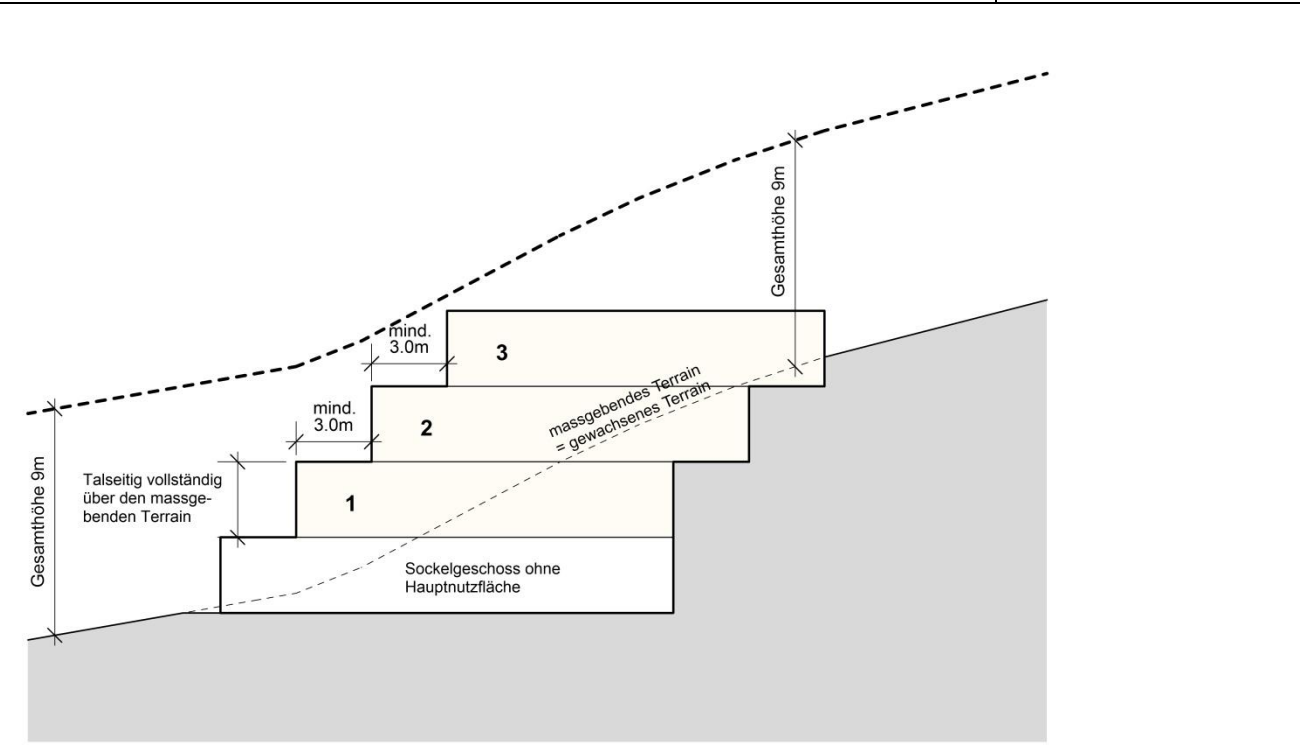 Gesamthöhe 9m
mind.
3.0m
3
massgebendes Terrain
= gewachsenes Terrain
mind.
3.0m
2
Talseitig vollständig
über den massge-
benden Terrain
1
Gesamthöhe 9m
Sockelgeschoss ohne
Hauptnutzfläche